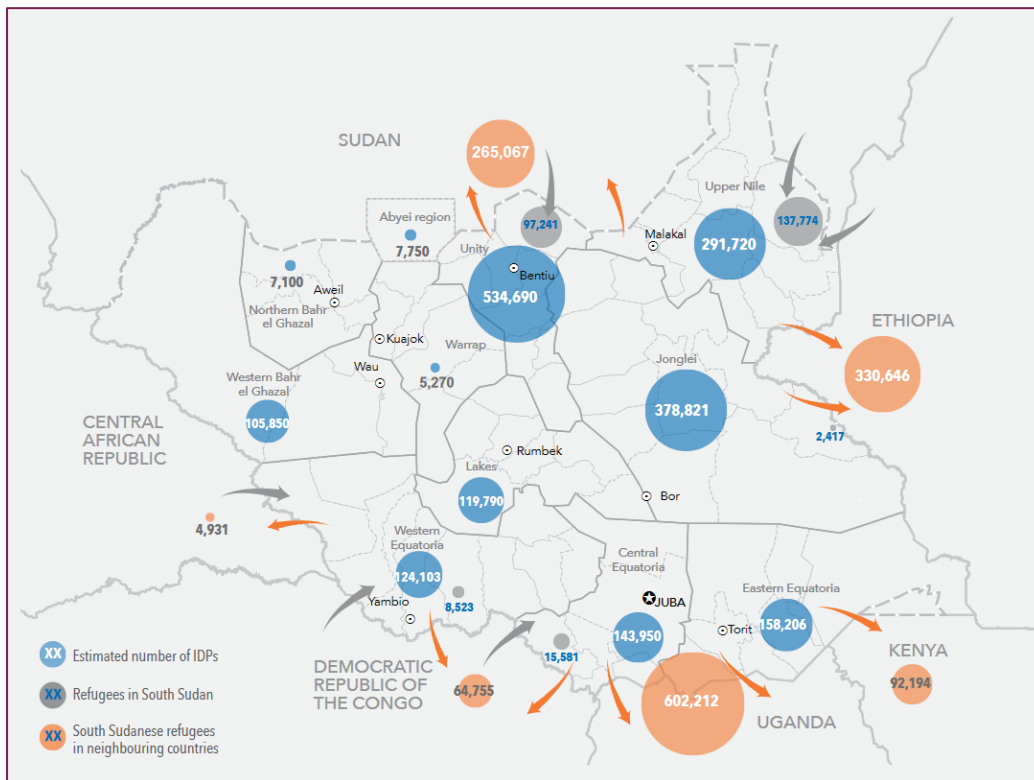 SUDAN
265,067
Upper Nile
Abyei region
97,241
137,774
7,750
Unity
Malakal
291,720
7,100
Aweil
Bentiu
534,690
Northern Bahr
el Ghazal
ETHIOPIA
Kuajok
Warrap
Jonglei
Wau
5,270
330,646
Western Bahr
el Ghazal
378,821
105,850
CENTRAL
AFRICAN
REPUBLIC
2,417
Rumbek
Lakes
119,790
Bor
4,931
Western
Equatoria
Central
Equatoria
124,103
Eastern Equatoria
Yambio
8,523
JUBA
143,950
Torit
158,206
15,581
KENYA
92,194
DEMOCRATIC
REPUBLIC OF
THE CONGO
64,755
602,212
UGANDA
XX Estimated number of IDPs
XX Refugees in South Sudan
XX South Sudanese refugees
in neighbouring countries